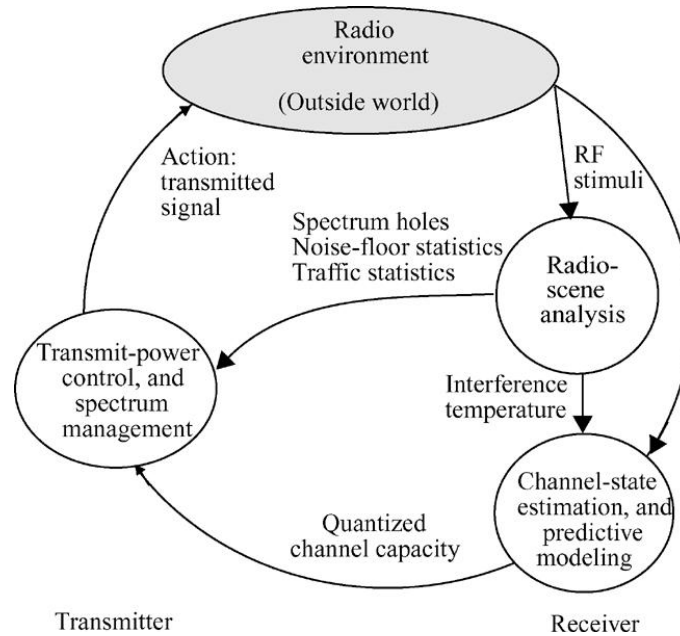 Radio
environment
(Outside world)
Action:
transmitted
signal
RF
stimuli
Spectrum holes
Noise-floor statistics
Traffic statistics
Radio-
scene
analysis
Transmit-power
control, and
spectrum
management
Interference
temperature
Channel-state
estimation, and
predictive
modeling
Quantized
channel capacity
Transmitter
Receiver